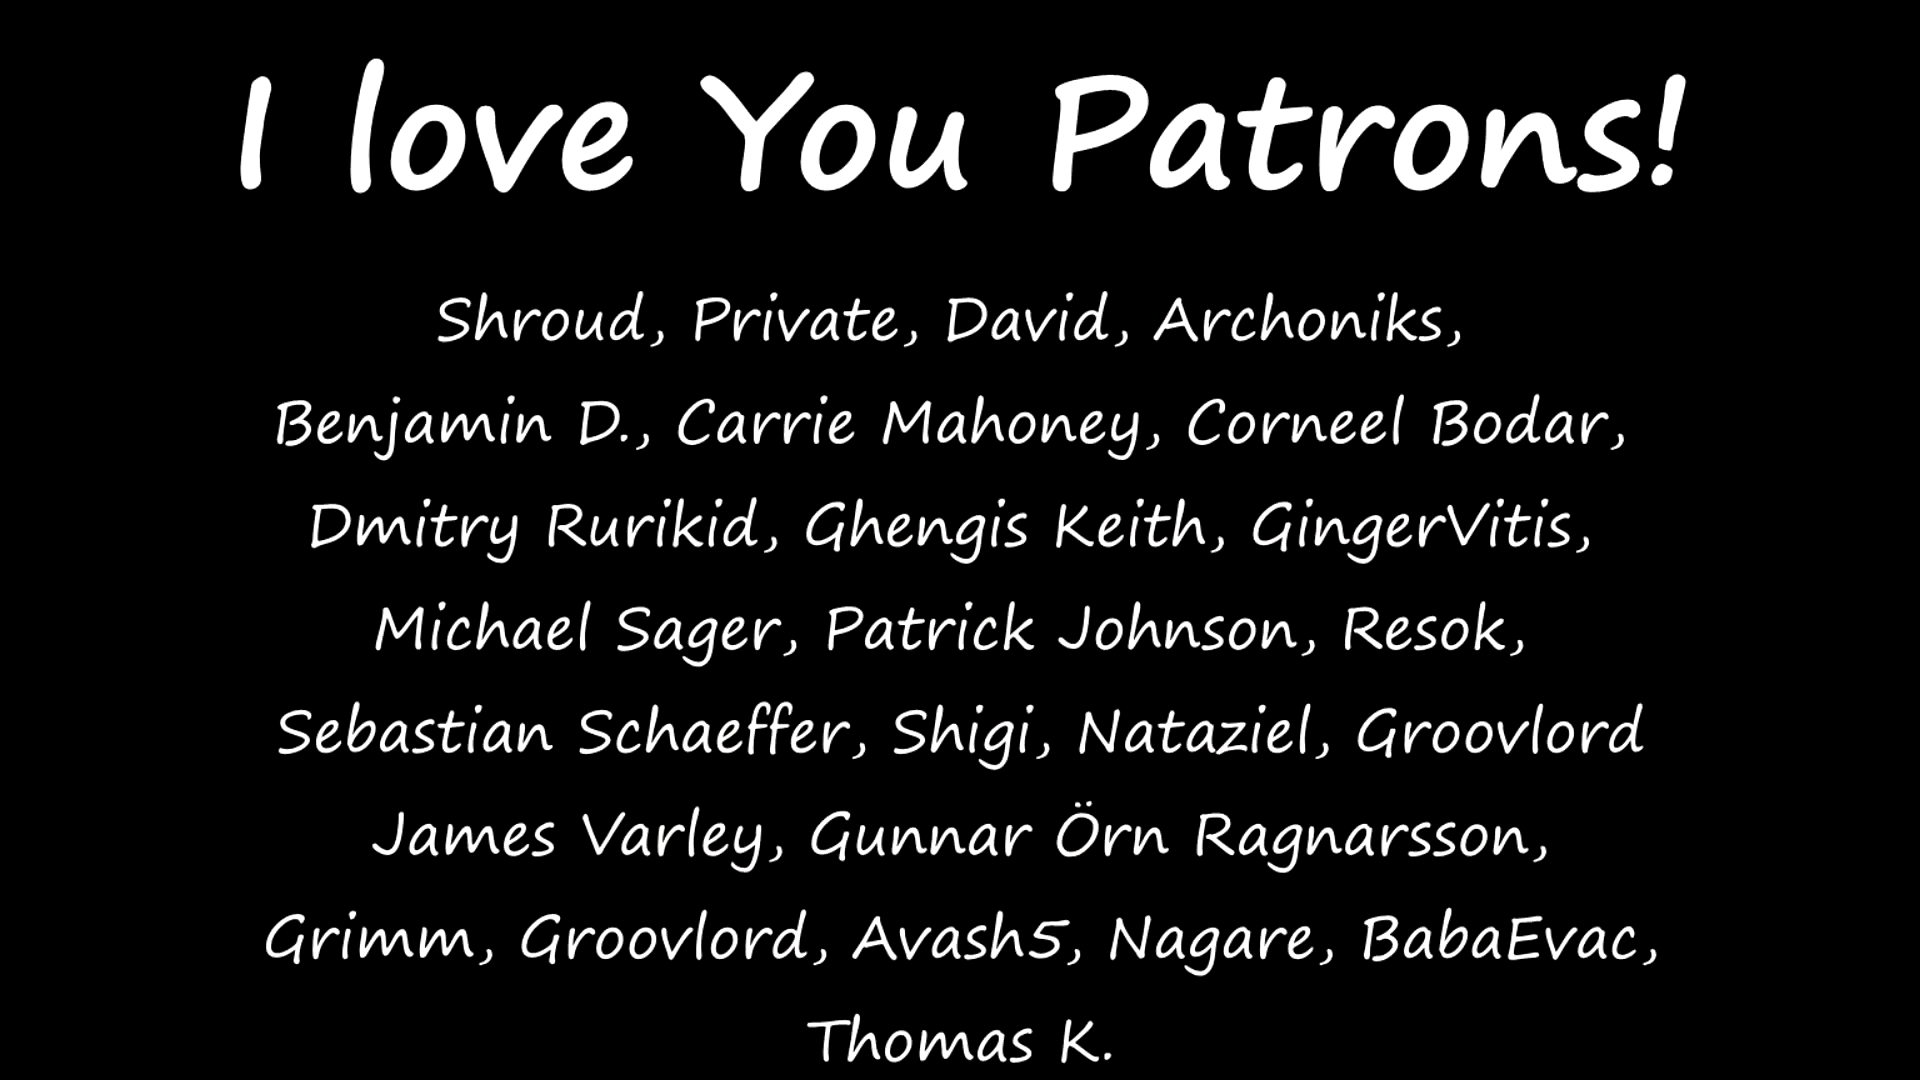 I love You Patrons!
Shroud, Private, David, Archoniks,
Benjamin D., Carrie Mahoney, Corneel Bodar,
Dmitry Rurikid, Ghengis Keith, GingerVitis,
Michael Sager, Patrick Johnson, Resok,
Sebastian Schaeffer, Shigi, Nataziel, Groovlord
James Varley, Gunnar Örn Ragnarsson,
Grimm, Groovlord, Avash5, Nagare, BabaEvac,
Thomas K.